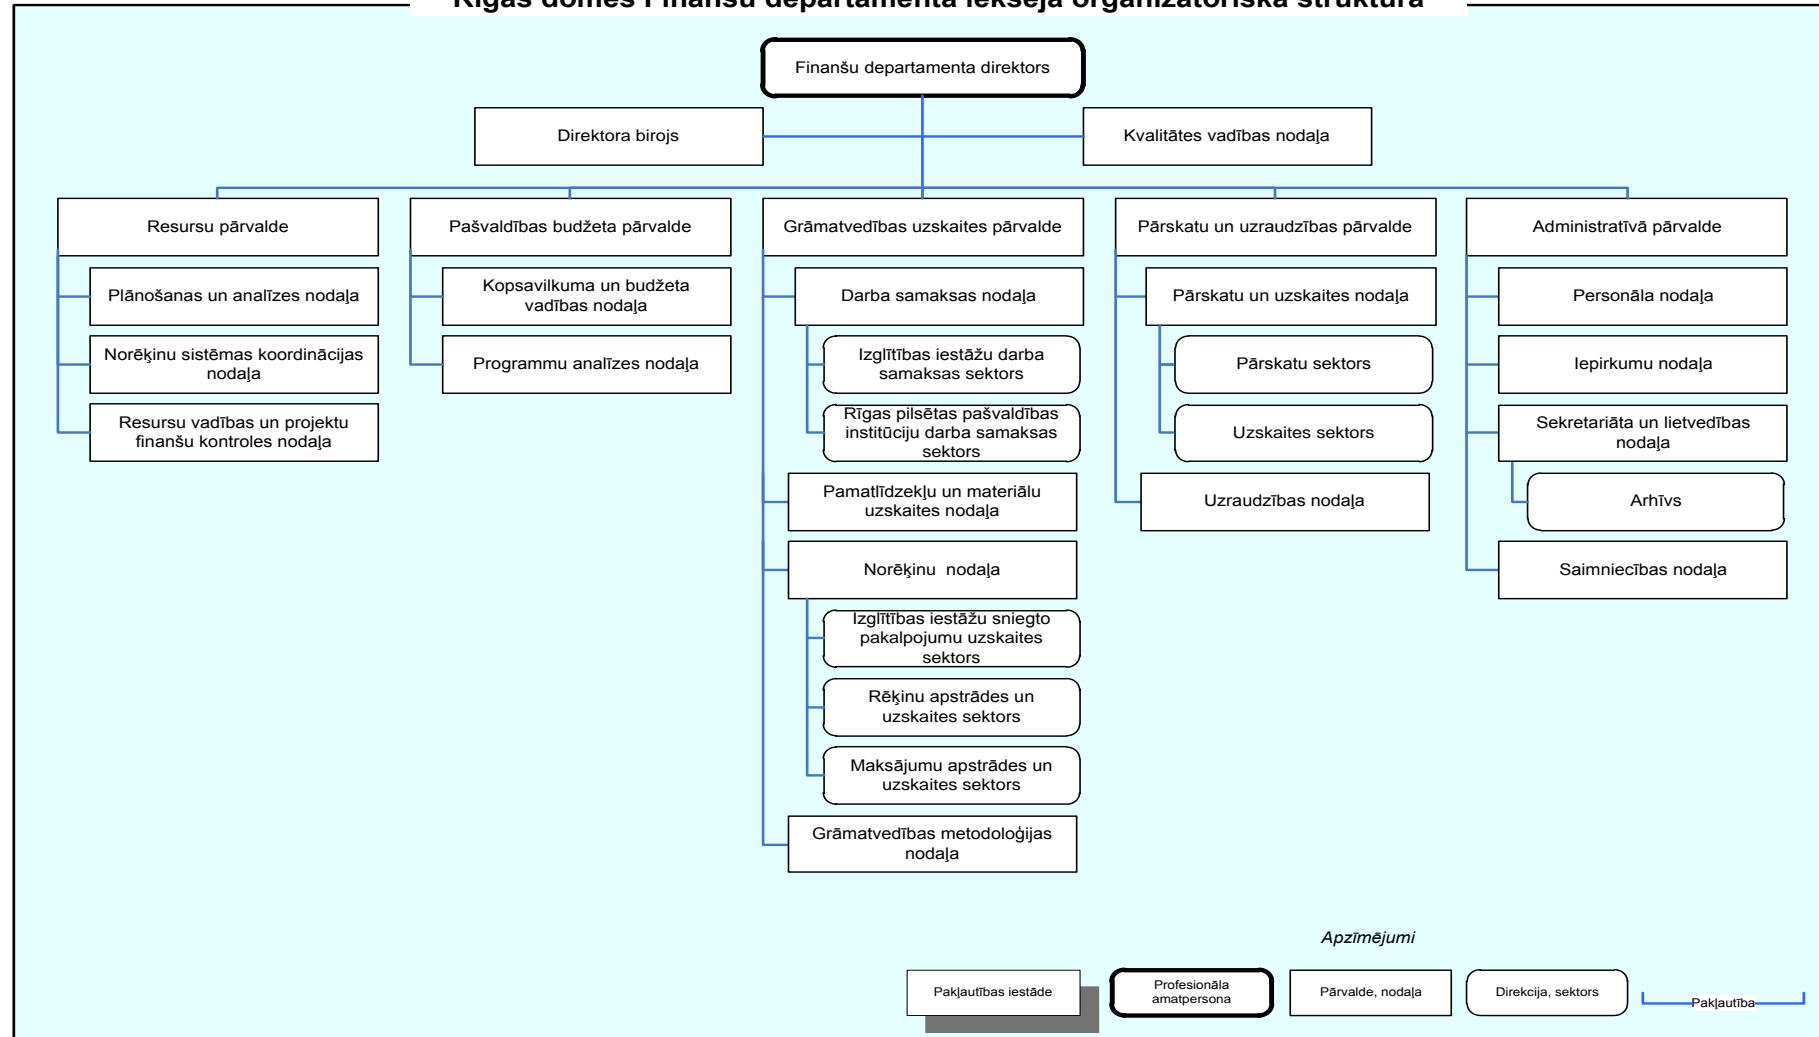 Rīgas domes Finanšu departamenta iekšējā organizatoriskā struktūra
Finanšu departamenta direktors
Direktora birojs
Kvalitātes vadības nodaļa
Resursu pārvalde
Plānošanas un analīzes nodaļa
Norēķinu sistēmas koordinācijas
nodaļa
Resursu vadības un projektu
finanšu kontroles nodaļa
Pašvaldības budžeta pārvalde
Kopsavilkuma un budžeta
vadības nodaļa
Programmu analīzes nodaļa
Grāmatvedības uzskaites pārvalde
Darba samaksas nodaļa
Izglītības iestāžu darba
samaksas sektors
Rīgas pilsētas pašvaldības
institūciju darba samaksas
sektors
Pamatlīdzekļu un materiālu
uzskaites nodaļa
Norēķinu nodaļa
Izglītības iestāžu sniegto
pakalpojumu uzskaites
sektors
Rēķinu apstrādes un
uzskaites sektors
Maksājumu apstrādes un
uzskaites sektors
Grāmatvedības metodoloģijas
nodaļa
Pārskatu un uzraudzības pārvalde
Pārskatu un uzskaites nodaļa
Pārskatu sektors
Uzskaites sektors
Uzraudzības nodaļa
Administratīvā pārvalde
Personāla nodaļa
Iepirkumu nodaļa
Sekretariāta un lietvedības
nodaļa
Arhīvs
Saimniecības nodaļa
Apzīmējumi
Pakļautības iestāde
Profesionāla
amatpersona
Pārvalde, nodaļa
Direkcija, sektors
Pakļautība